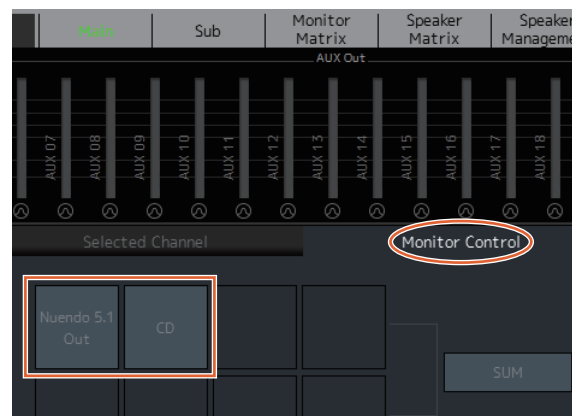 Main
Sub
Monitor
Matrix
Speaker
Matrix
Speaker
Manageme
AUX Out
AUX 07
AUX 08
AUX 09
AUX 10
AUX 11
AUX 12
AUX 13
AUX 14
AUX 15
AUX 16
AUX 17
AUX 18
Selected Channel
Monitor Control
Nuendo 5.1
Out
CD
SUM